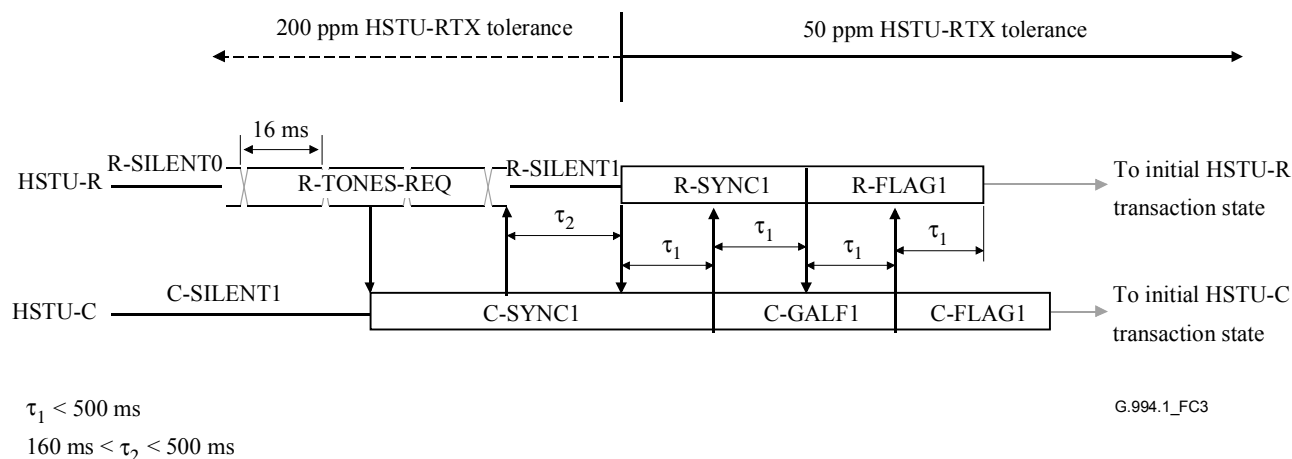 200 ppm HSTU-RTX tolerance
50 ppm HSTU-RTX tolerance
16 ms
R-SILENT0
R-SILENT1
HSTU-R
R-TONES-REQ
R-SYNC1
R-FLAG1
To initial HSTU-R
transaction state
τ2
τ1
τ1
τ1
τ1
C-SILENT1
HSTU-C
C-SYNC1
C-GALF1
C-FLAG1
To initial HSTU-C
transaction state
τ1 < 500 ms
160 ms < τ2 < 500 ms
G.994.1_FC3